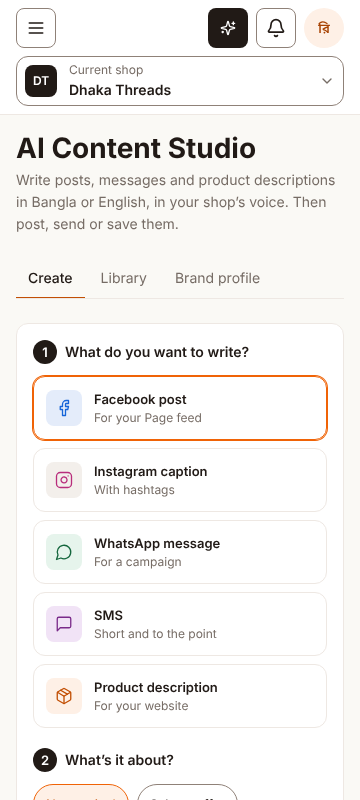 রি
DT
Current shop
Dhaka Threads
AI Content Studio
Write posts, messages and product descriptions
in Bangla or English, in your shop’s voice. Then
post, send or save them.
Create
Library
Brand profile
1
What do you want to write?
Facebook post
For your Page feed
Instagram caption
With hashtags
WhatsApp message
For a campaign
SMS
Short and to the point
Product description
For your website
2
What’s it about?